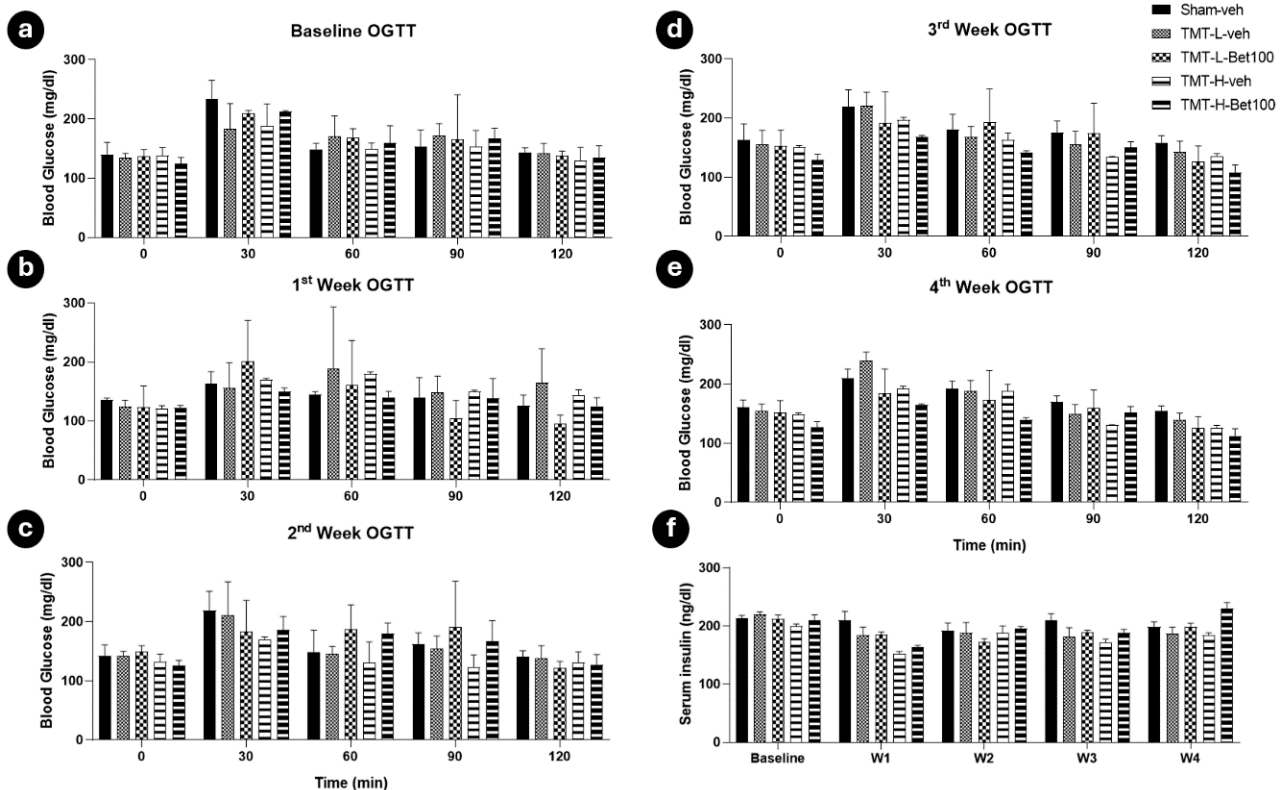 a
Baseline OGTT
Blood Glucose (mg/dl)
300
200
100
0
0 30 60 90 120
b
1st Week OGTT
Blood Glucose (mg/dl)
300
200
100
0
0 30 60 90 120
c
2nd Week OGTT
Blood Glucose (mg/dl)
300
200
100
0
0 30 60 90 120
Time (min)
d
3rd Week OGTT
Sham-veh
TMT-L-veh
TMT-L-Bet100
TMT-H-veh
TMT-H-Bet100
Blood Glucose (mg/dl)
300
200
100
0
0 30 60 90 120
e
4th Week OGTT
Blood Glucose (mg/dl)
300
200
100
0
0 30 60 90 120
Time (min)
f
Serum insulin (ng/dl)
300
200
100
0
Baseline W1 W2 W3 W4